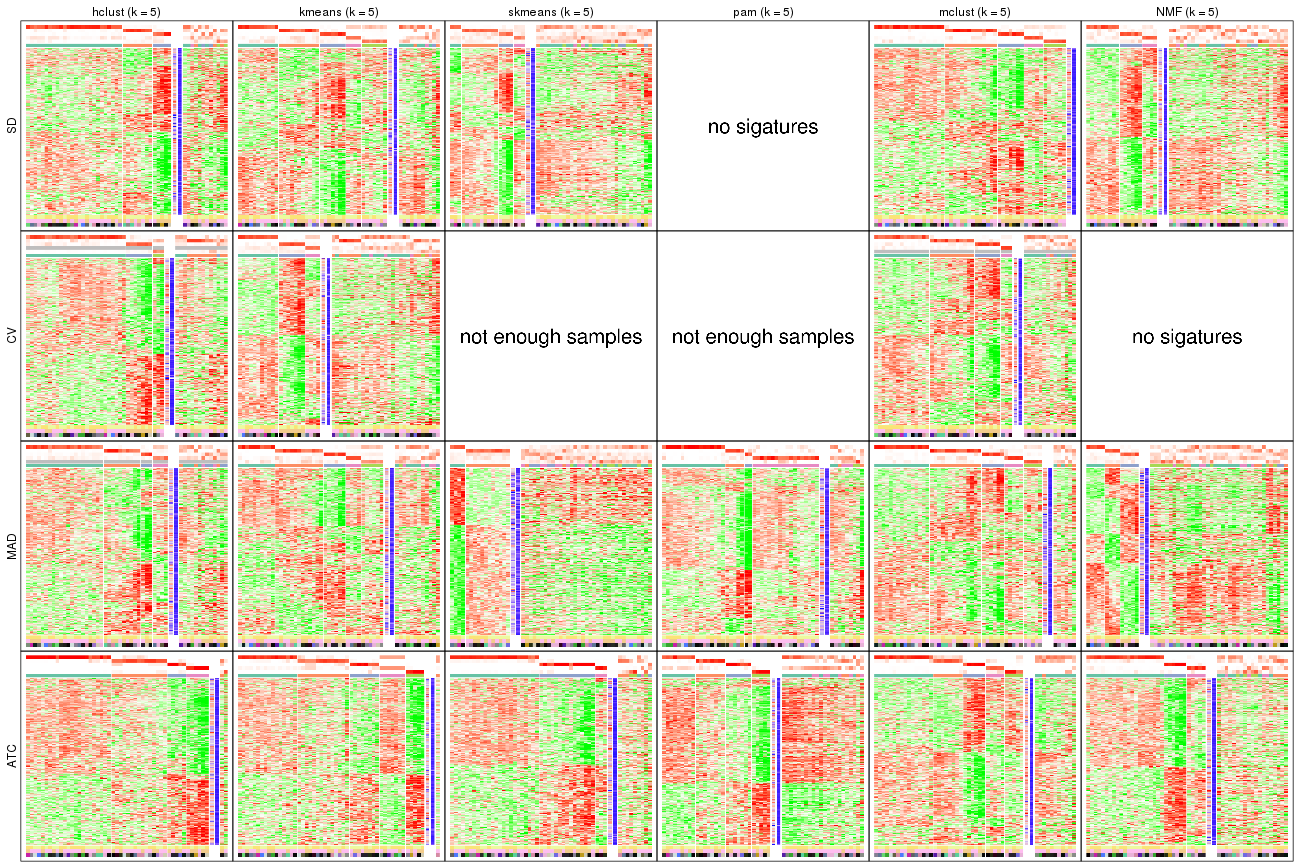 hclust (k = 5) kmeans (k = 5) skmeans (k = 5) pam (k = 5) mclust (k = 5) NMF (k = 5)
SD
no sigatures
CV
not enough samples not enough samples no sigatures
MAD
ATC